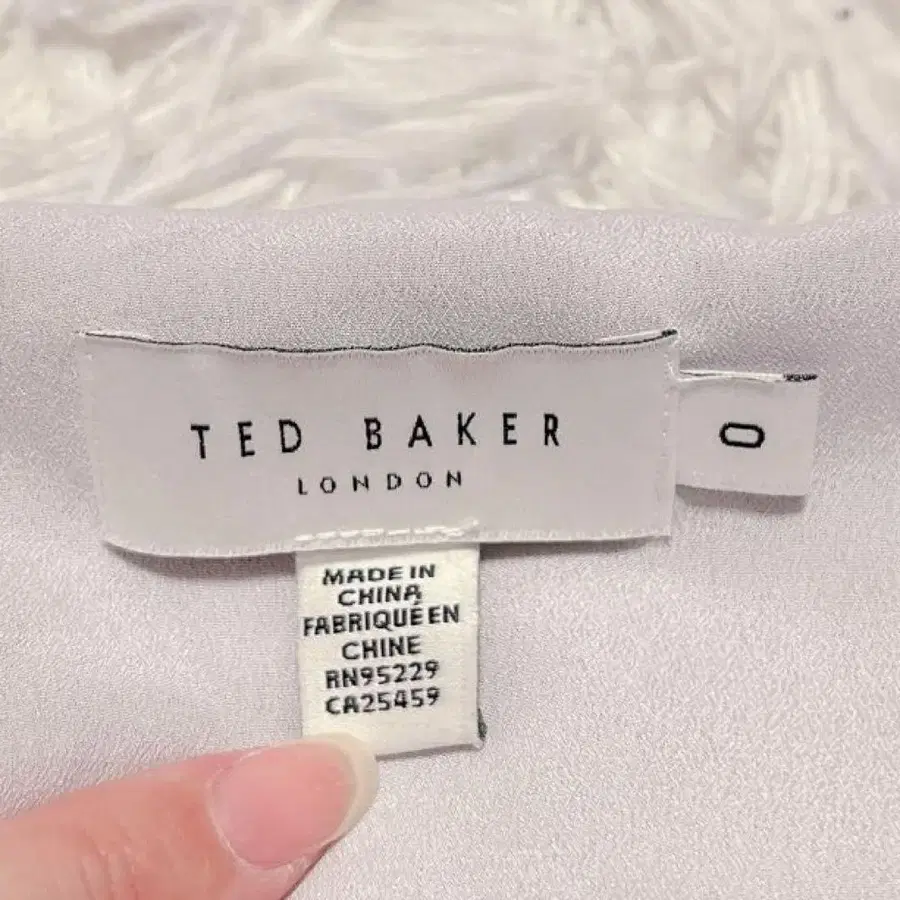 TED BAKER
LONDON
0
MADE IN
CHINA
FABRIQUÉ EN
CHINE
RN95229
CA25459